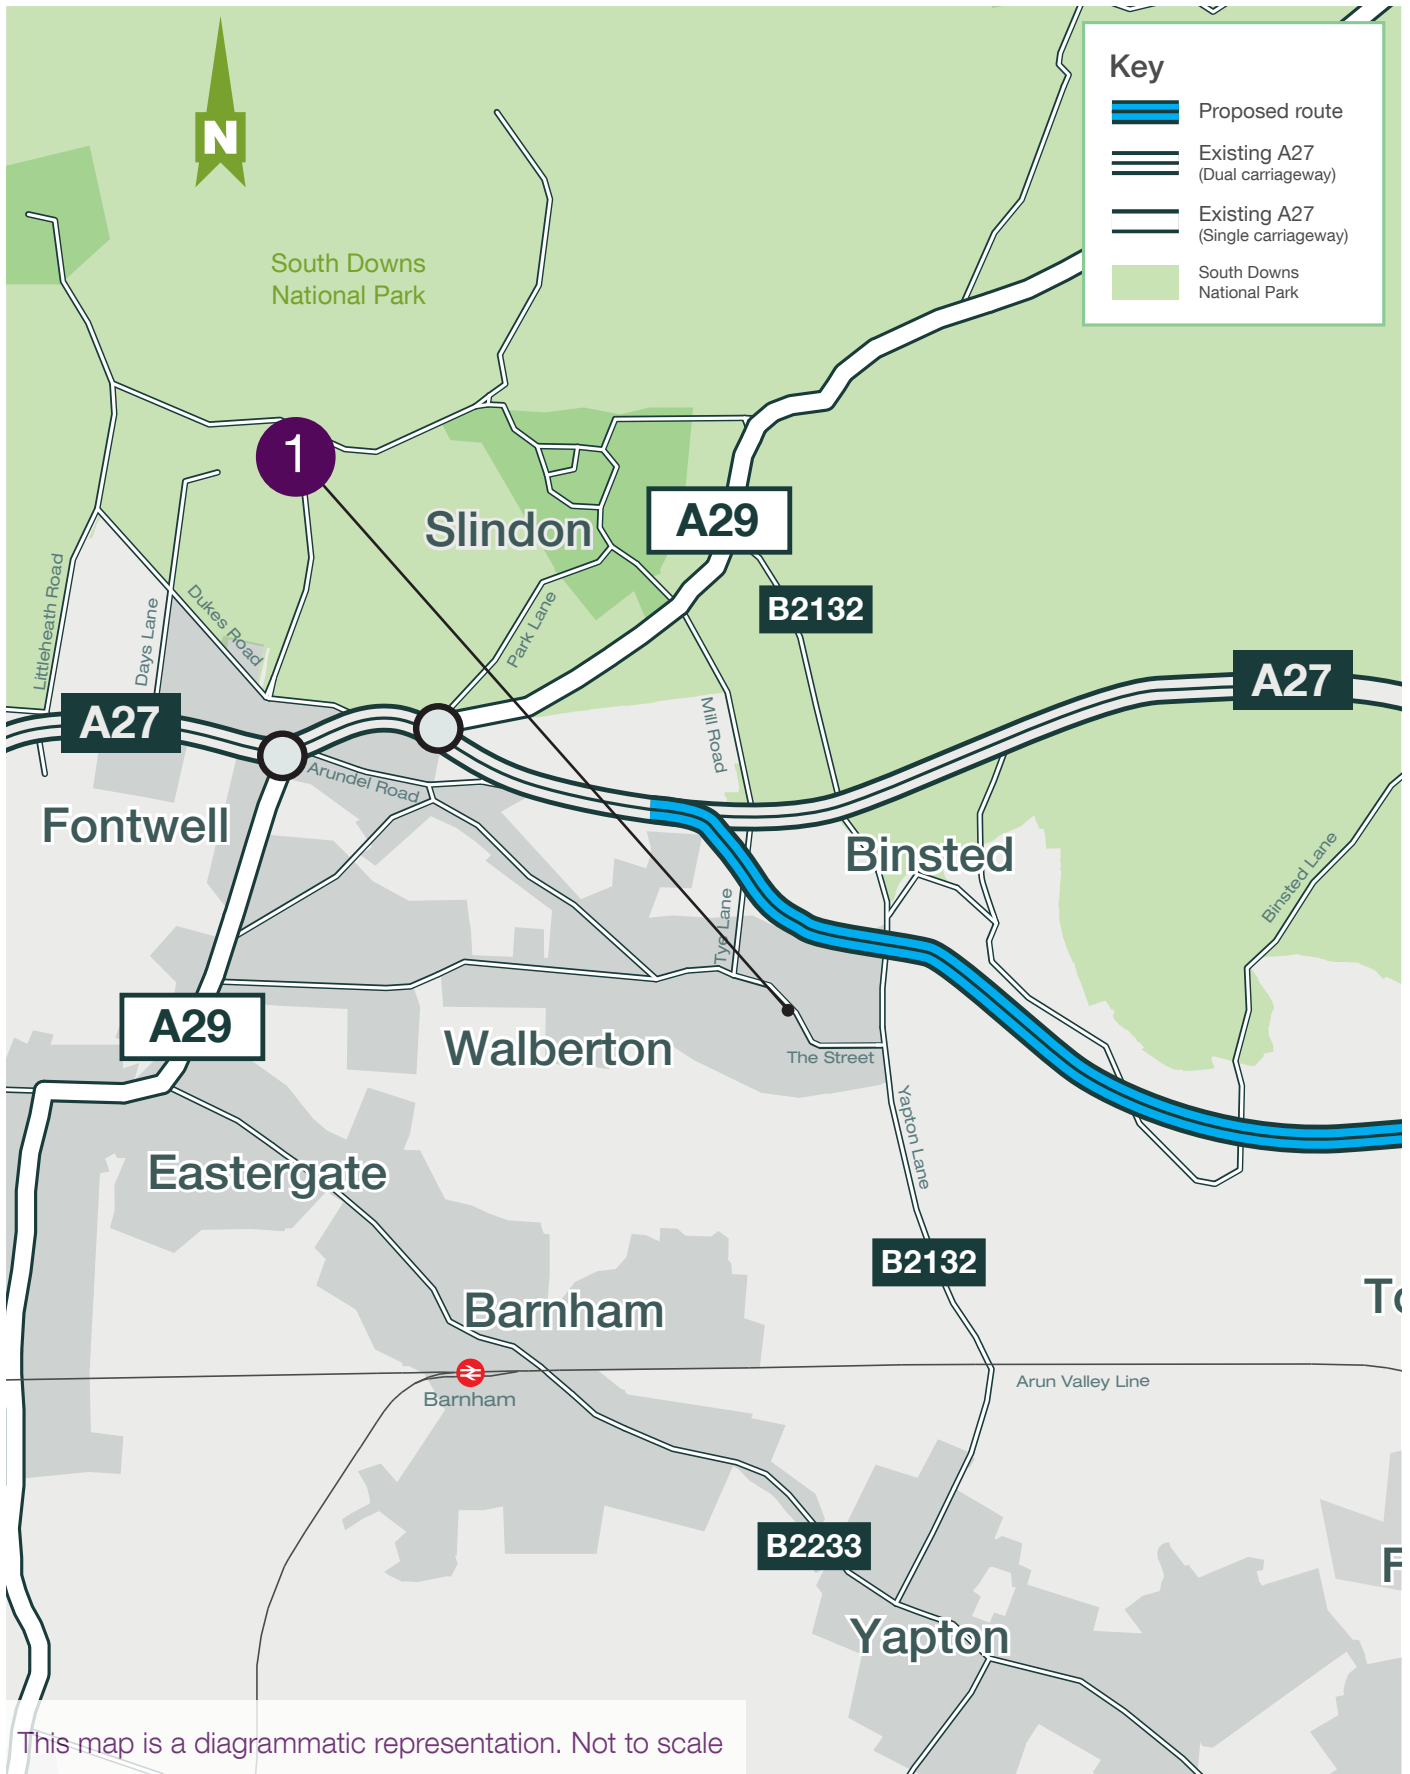 Key
Proposed route
Existing A27
(Dual carriageway)
Existing A27
(Single carriageway)
South Downs
National Park
N
South Downs
National Park
1
Slindon
A29
B2132
Littleheath Road
Days Lane
Dukes Road
Park Lane
A27
A27
Mill Road
Arundel Road
Fontwell
Binsted
Binsted Lane
Tye Lane
A29
Walberton
The Street
Yapton Lane
Eastergate
B2132
Barnham
Barnham
Arun Valley Line
B2233
Yapton
This map is a diagrammatic representation. Not to scale